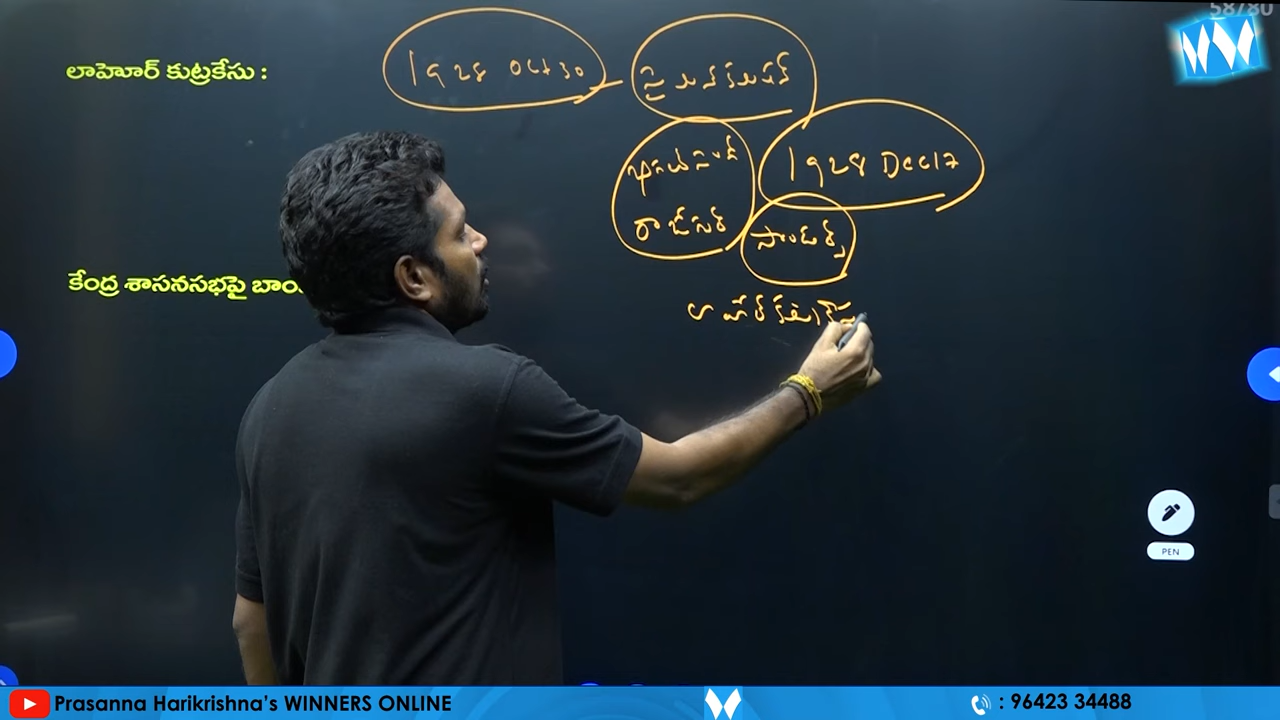 58780
లాహెూర్ కుట్రకేసు :
1928 Oct 30 - సైమన్ కమీషన్
భగత్ సింగ్
1928 Dec 17
రాజ్ గురు
సాండర్స్
లాహోర్ కుట్ర కేసు
కేంద్ర శాసనసభపై బాం
PEN
Prasanna Harikrishna's WINNERS ONLINE
: 96423 34488